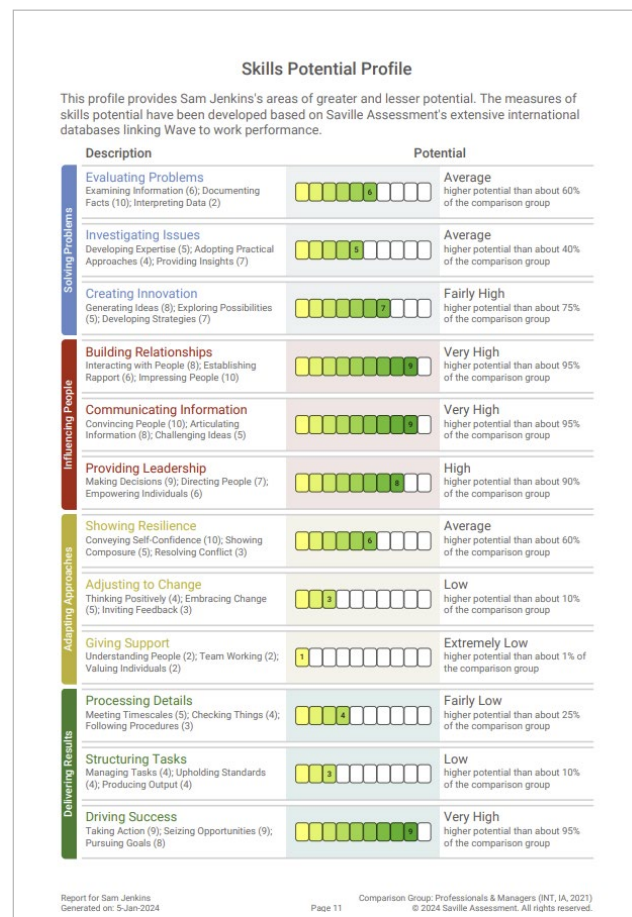 Skills Potential Profile
This profile provides Sam Jenkins's areas of greater and lesser potential. The measures of
skills potential have been developed based on Saville Assessment's extensive international
databases linking Wave to work performance.
Description Potential
Solving Problems
Evaluating Problems
Examining Information (6); Documenting
Facts (10); Interpreting Data (2)
6
Average
higher potential than about 60%
of the comparison group
Investigating Issues
Developing Expertise (5); Adopting Practical
Approaches (4); Providing Insights (7)
5
Average
higher potential than about 40%
of the comparison group
Creating Innovation
Generating Ideas (8); Exploring Possibilities
(5); Developing Strategies (7)
7
Fairly High
higher potential than about 75%
of the comparison group
Influencing People
Building Relationships
Interacting with People (8); Establishing
Rapport (6); Impressing People (10)
9
Very High
higher potential than about 95%
of the comparison group
Communicating Information
Convincing People (10); Articulating
Information (8); Challenging Ideas (5)
9
Very High
higher potential than about 95%
of the comparison group
Providing Leadership
Making Decisions (9); Directing People (7);
Empowering Individuals (6)
8
High
higher potential than about 90%
of the comparison group
Adapting Approaches
Showing Resilience
Conveying Self-Confidence (10); Showing
Composure (5); Resolving Conflict (3)
6
Average
higher potential than about 60%
of the comparison group
Adjusting to Change
Thinking Positively (4); Embracing Change
(5); Inviting Feedback (3)
3
Low
higher potential than about 10%
of the comparison group
Giving Support
Understanding People (2); Team Working (2);
Valuing Individuals (2)
1
Extremely Low
higher potential than about 1% of
the comparison group
Delivering Results
Processing Details
Meeting Timescales (5); Checking Things (4);
Following Procedures (3)
4
Fairly Low
higher potential than about 25%
of the comparison group
Structuring Tasks
Managing Tasks (4); Upholding Standards
(4); Producing Output (4)
3
Low
higher potential than about 10%
of the comparison group
Driving Success
Taking Action (9); Seizing Opportunities (9);
Pursuing Goals (8)
9
Very High
higher potential than about 95%
of the comparison group
Report for Sam Jenkins Comparison Group: Professionals & Managers (INT, IA, 2021)
Generated on: 5-Jan-2024 Page 11 © 2024 Saville Assessment. All rights reserved.